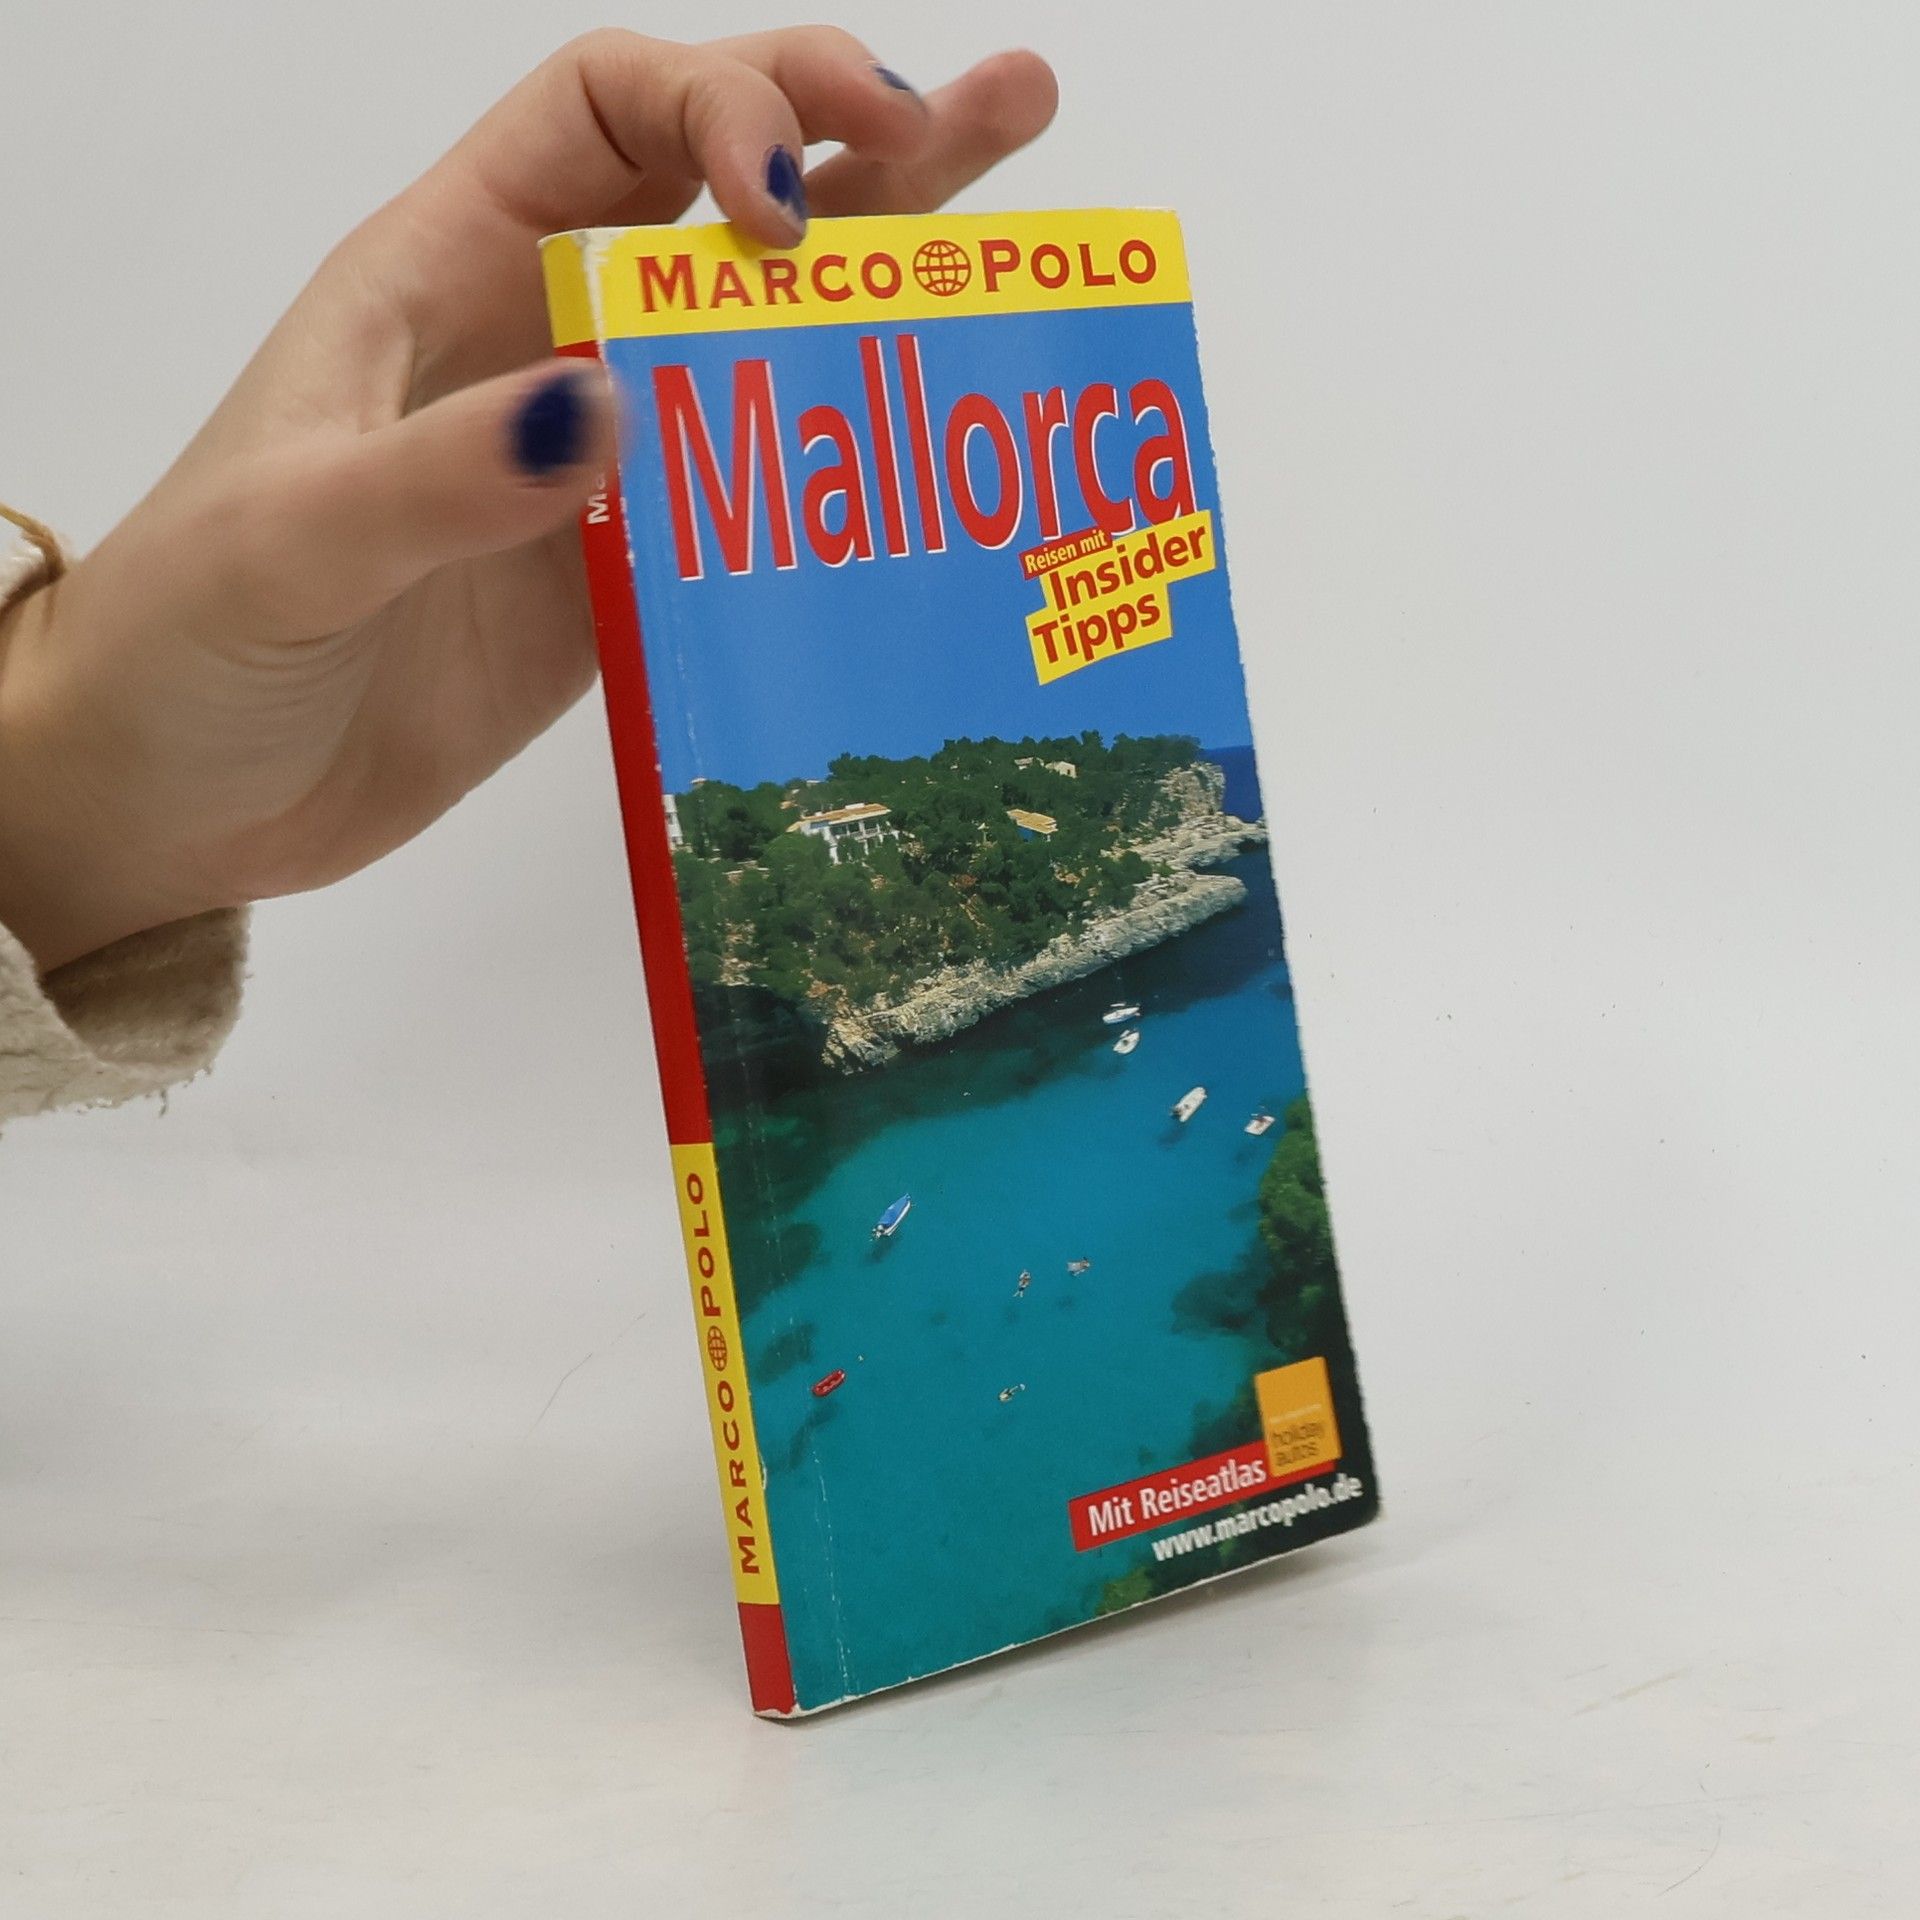 MARCO POLO
Mallorca
Reisen mit
Insider
Tipps
holiday
autos
Mit Reiseatlas
www.marcopolo.de
MARCO POLO